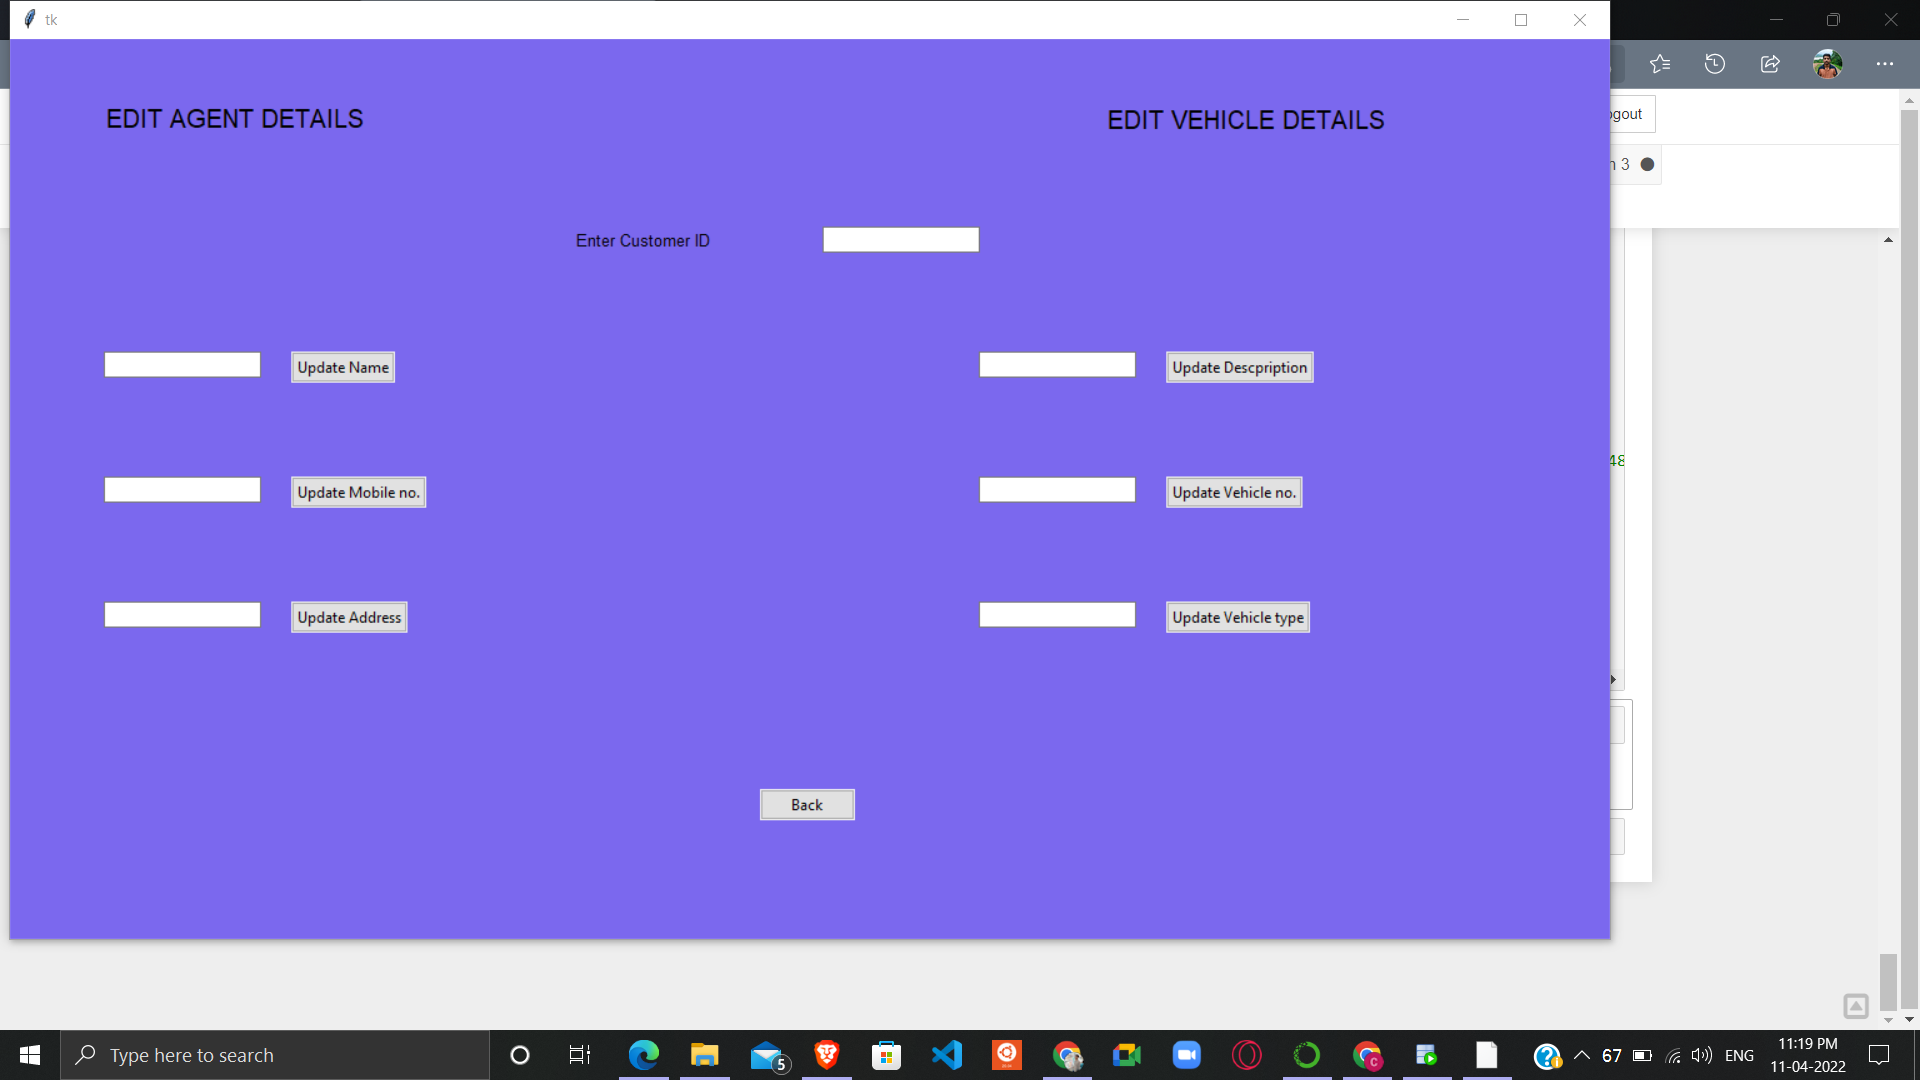 tk
EDIT AGENT DETAILS
EDIT VEHICLE DETAILS
ogout
3
Enter Customer ID
Update Name
Update Descpription
48
Update Mobile no.
Update Vehicle no.
Update Address
Update Vehicle type
Back
Type here to search
5
C
67
ENG
11:19 PM
11-04-2022